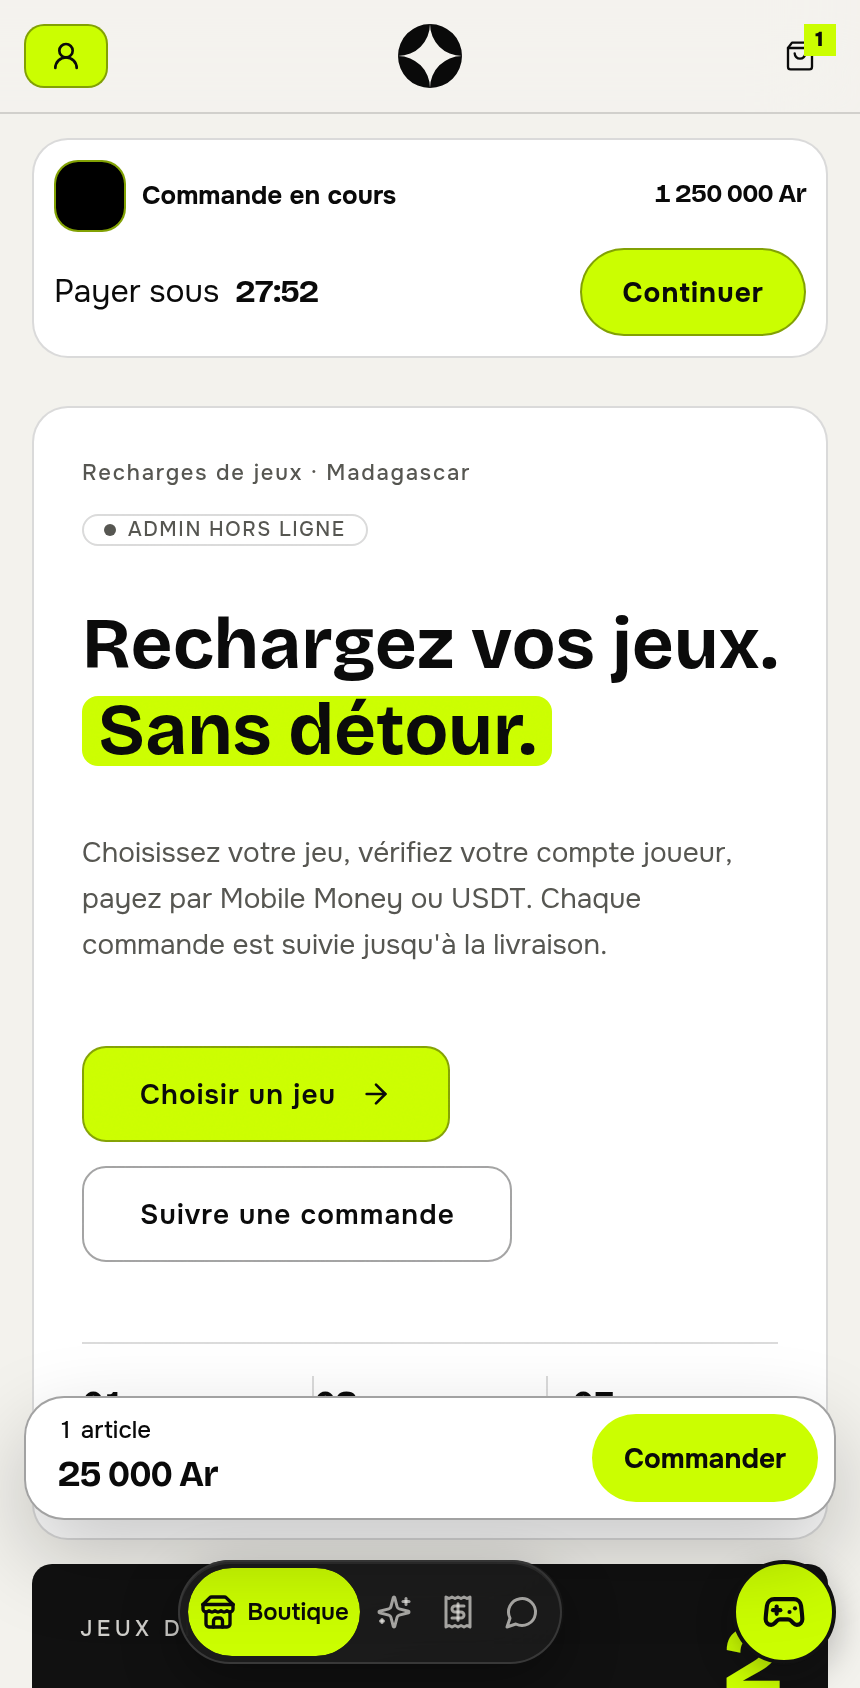 1
Commande en cours
1 250 000 Ar
Payer sous 27:52
Continuer
Recharges de jeux · Madagascar
ADMIN HORS LIGNE
Rechargez vos jeux.
Sans détour.
Choisissez votre jeu, vérifiez votre compte joueur,
payez par Mobile Money ou USDT. Chaque
commande est suivie jusqu'à la livraison.
Choisir un jeu
Suivre une commande
1 article
25 000 Ar
Commander
JEUX D
Boutique